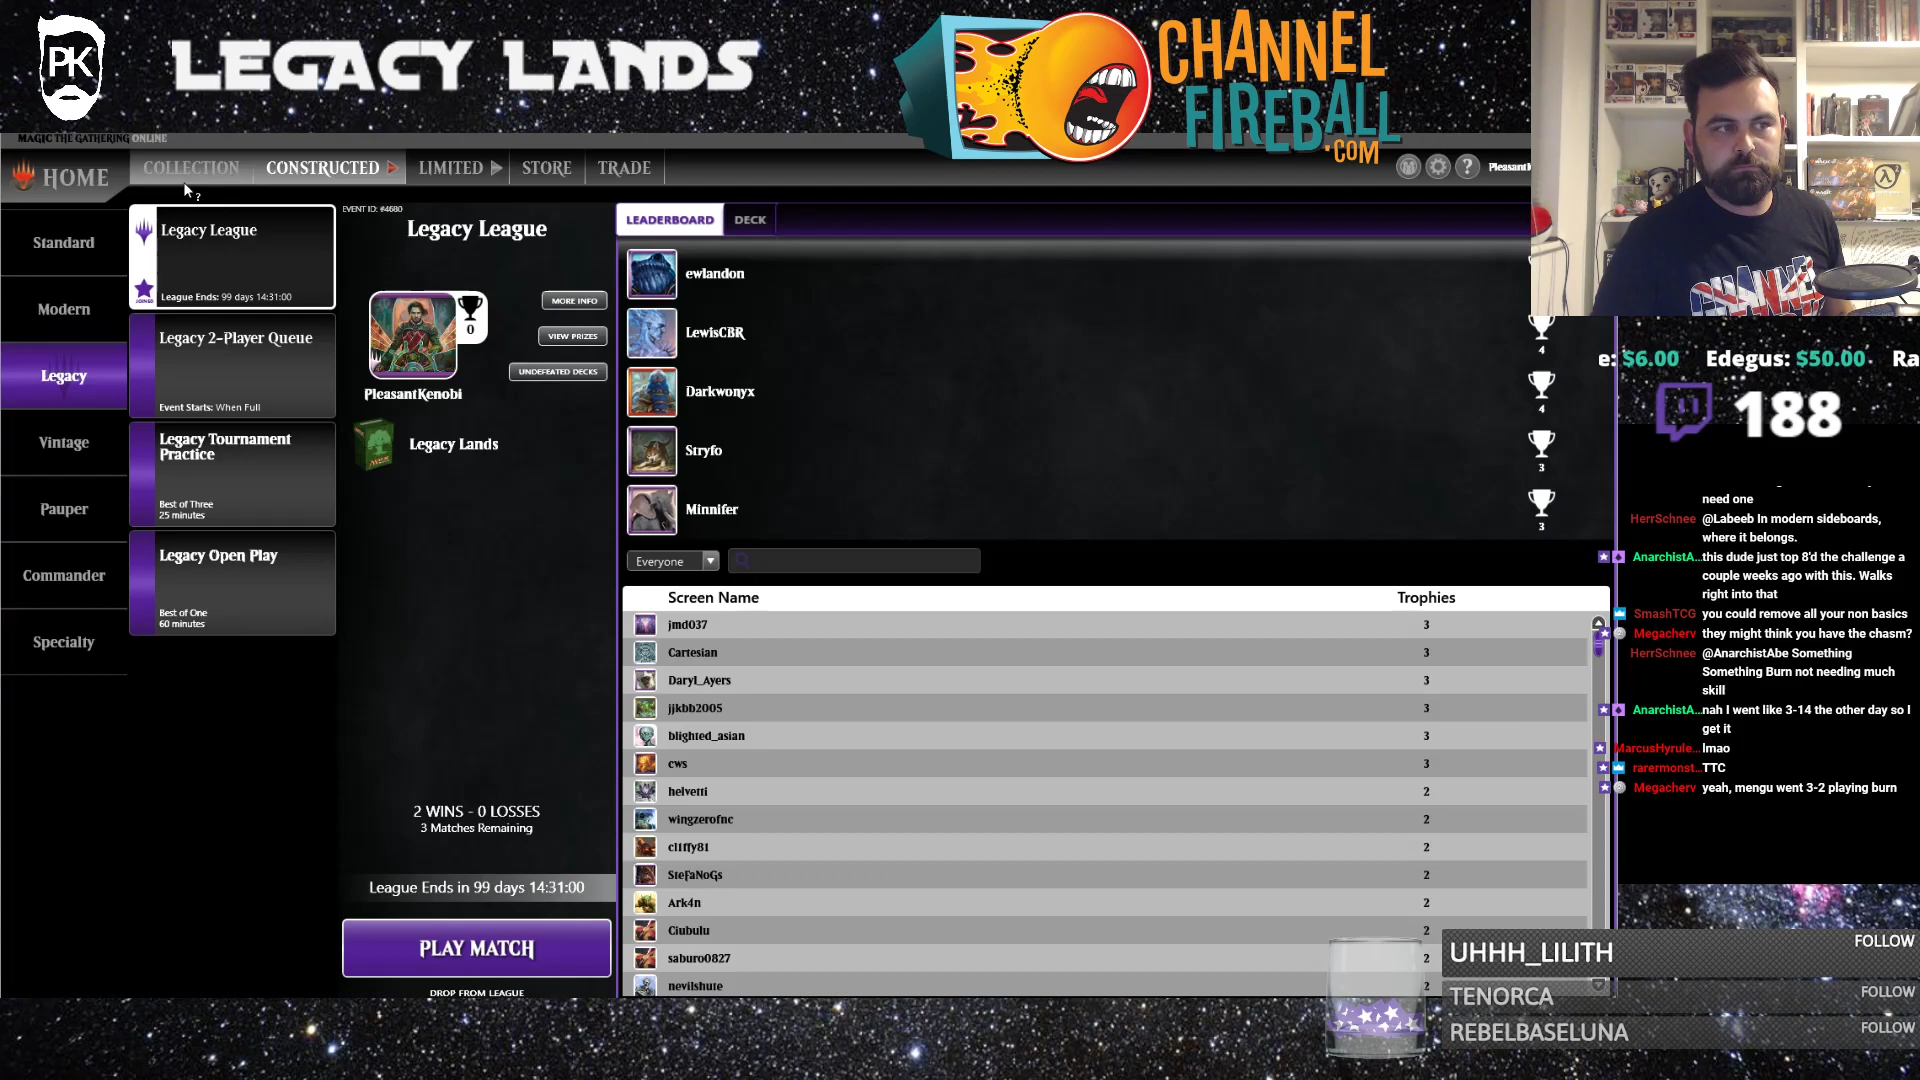 PK
LEGACY LANDS
CHANNEL
FIREBALL
.COM
MAGIC THE GATHERING ONLINE
HOME
COLLECTION
CONSTRUCTED
LIMITED
STORE
TRADE
?
PleasantK
Standard
Modern
Legacy
Vintage
Pauper
Commander
Specialty
Legacy League
JOINED
League Ends: 99 days 14:31:00
Legacy 2-Player Queue
Event Starts: When Full
Legacy Tournament
Practice
Best of Three
25 minutes
Legacy Open Play
Best of One
60 minutes
EVENT ID: #4680
Legacy League
0
MORE INFO
VIEW PRIZES
UNDEFEATED DECKS
PleasantKenobi
Legacy Lands
2 WINS - 0 LOSSES
3 Matches Remaining
League Ends in 99 days 14:31:00
PLAY MATCH
DROP FROM LEAGUE
LEADERBOARD
DECK
ewlandon
LewisCBR
4
Darkwonyx
4
Stryfo
3
Minnifer
3
Everyone
Screen Name Trophies
jmd037 3
Cartesian 3
Daryl_Ayers 3
jjkbb2005 3
blighted_asian 3
cws 3
helvetti 2
wingzerofnc 2
cl1ffy81 2
SteFaNoGs 2
Ark4n 2
Ciubulu 2
saburo0827 2
nevilshute 2
e: $6.00 Edegus: $50.00 Ra
188
need one
HerrSchnee @Labeeb In modern sideboards,
where it belongs.
AnarchistA... this dude just top 8'd the challenge a
couple weeks ago with this. Walks
right into that
SmashTCG you could remove all your non basics
Megacherv they might think you have the chasm?
HerrSchnee @AnarchistAbe Something
Something Burn not needing much
skill
AnarchistA... nah I went like 3-14 the other day so I
get it
MarcusHyrule... lmao
rarermonst... TTC
Megacherv yeah, mengu went 3-2 playing burn
UHHH_LILITH FOLLOW
TENORCA FOLLOW
REBELBASELUNA FOLLOW